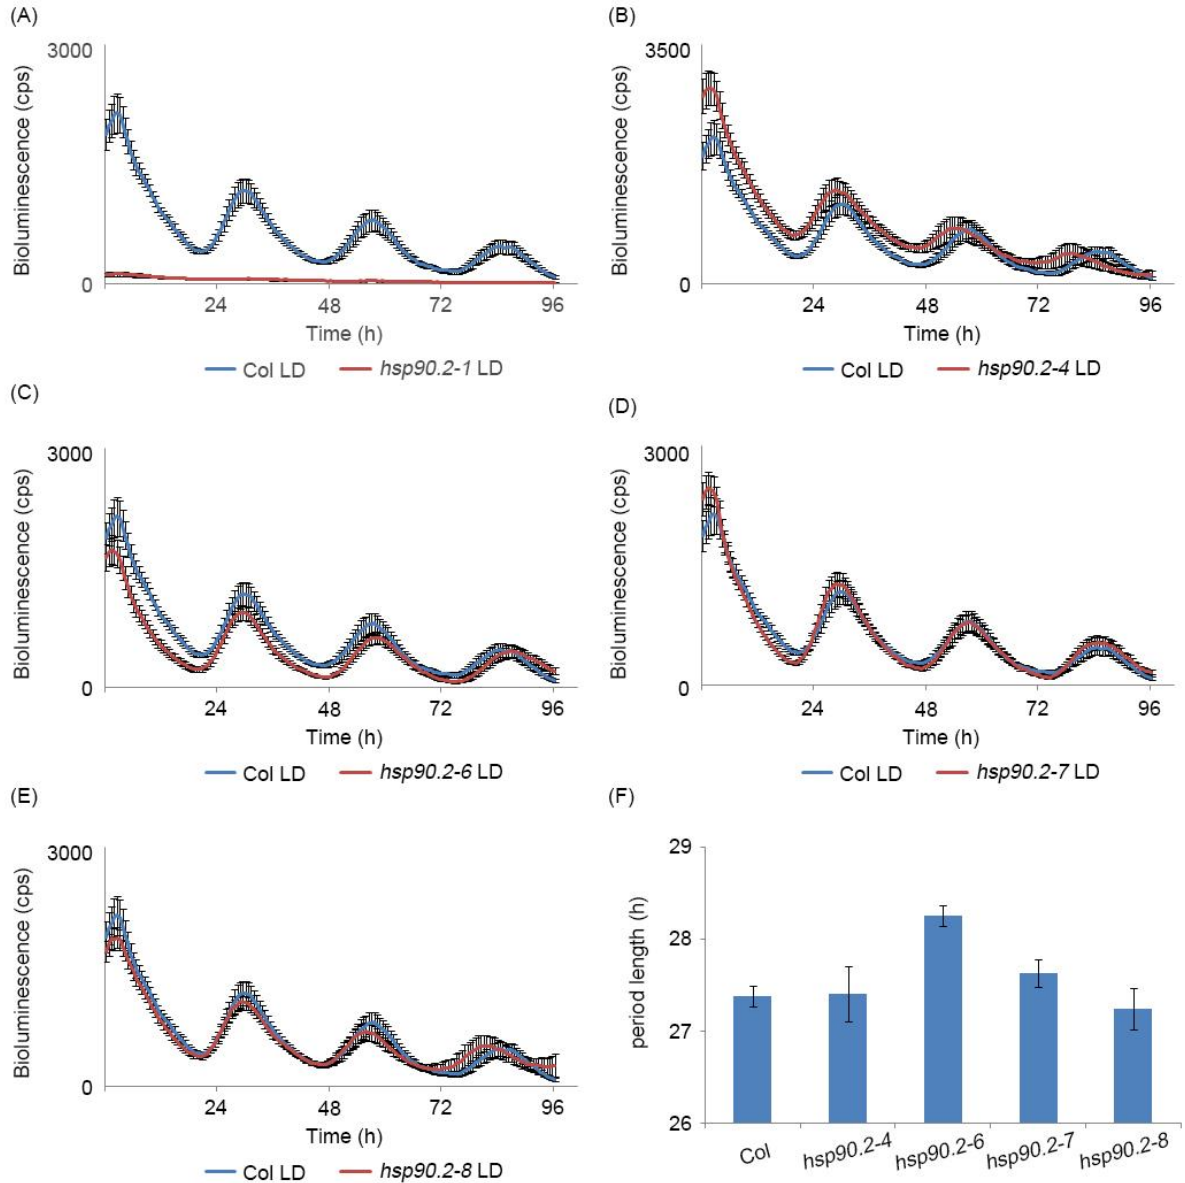 (A)
3000
0
Bioluminescence (cps)
24 48 72 96
Time (h)
Col LD hsp90.2-1 LD
(B)
3500
0
Bioluminescence (cps)
24 48 72 96
Time (h)
Col LD hsp90.2-4 LD
(C)
3000
0
Bioluminescence (cps)
24 48 72 96
Time (h)
Col LD hsp90.2-6 LD
(D)
3000
0
Bioluminescence (cps)
24 48 72 96
Time (h)
Col LD hsp90.2-7 LD
(E)
3000
0
Bioluminescence (cps)
24 48 72 96
Time (h)
Col LD hsp90.2-8 LD
(F)
29
28
27
26
period length (h)
Col hsp90.2-4 hsp90.2-6 hsp90.2-7 hsp90.2-8